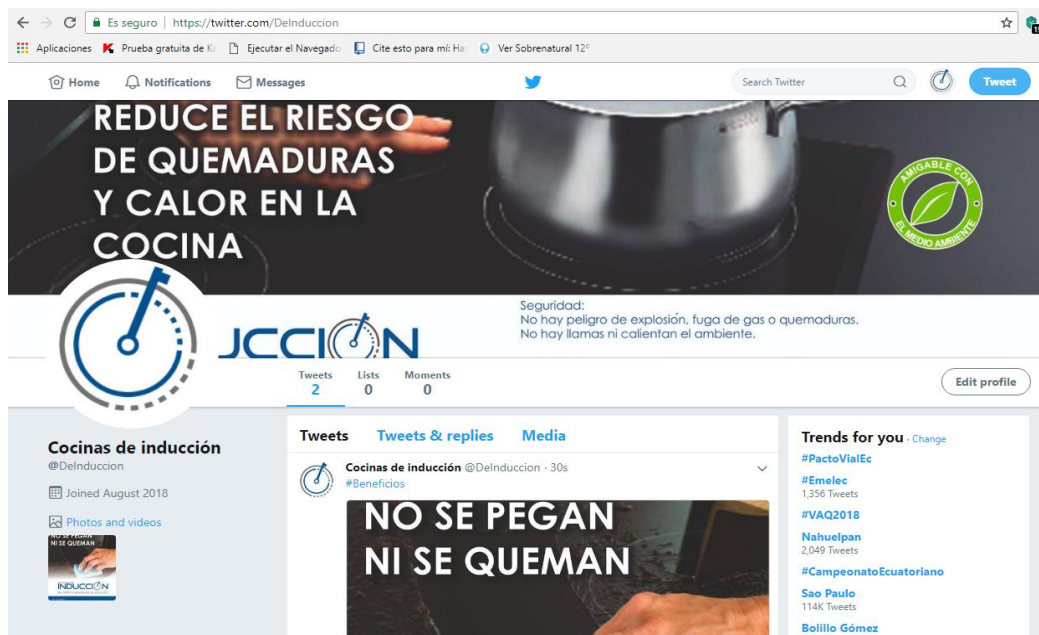 Es seguro | https://twitter.com/DeInduccion
Aplicaciones Prueba gratuita de Ejecutar el Navegado Cite esto para mí: Ha Ver Sobrenatural 12º
Home Notifications Messages Search Twitter Tweet
REDUCE EL RIESGO
DE QUEMADURAS
Y CALOR EN LA
COCINA
AMIGABLE CON
EL MEDIO AMBIENTE
Seguridad:
No hay peligro de explosión, fuga de gas o quemaduras.
No hay llamas ni calientan el ambiente.
UCCIÓN
Tweets Lists Moments
2 0 0
Edit profile
Cocinas de inducción
@DeInduccion
Joined August 2018
Photos and videos
NO SE PEGAN
NI SE QUEMAN
INDUCCIÓN
Tweets Tweets & replies Media
Cocinas de inducción @DeInduccion · 30s
#Beneficios
NO SE PEGAN
NI SE QUEMAN
Trends for you · Change
#PactoVialEc
#Emelec
1,356 Tweets
#VAQ2018
Nahuelpan
2,049 Tweets
#CampeonatoEcuatoriano
Sao Paulo
114K Tweets
Bolillo Gómez